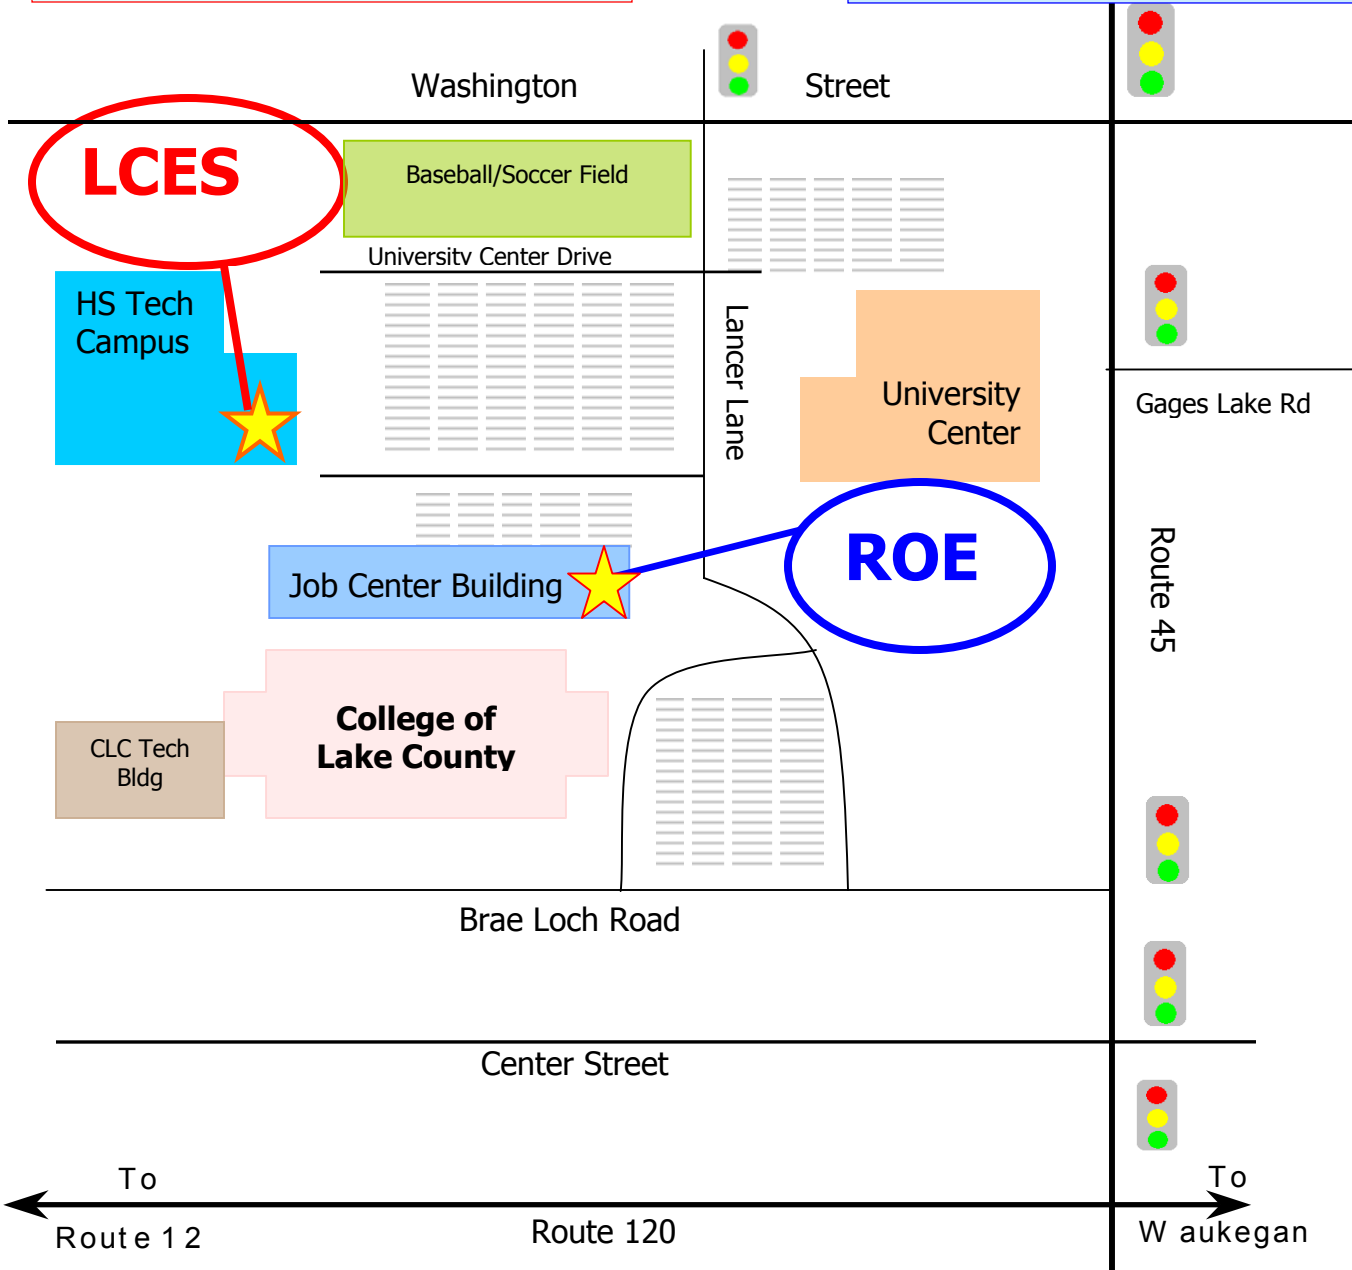 Washington
Street
LCES
Baseball/Soccer Field
University Center Drive
HS Tech
Campus
Lancer Lane
University
Center
Gages Lake Rd
ROE
Route 45
Job Center Building
College of
Lake County
CLC Tech
Bldg
Brae Loch Road
Center Street
To
Route 12
Route 120
To
Waukegan